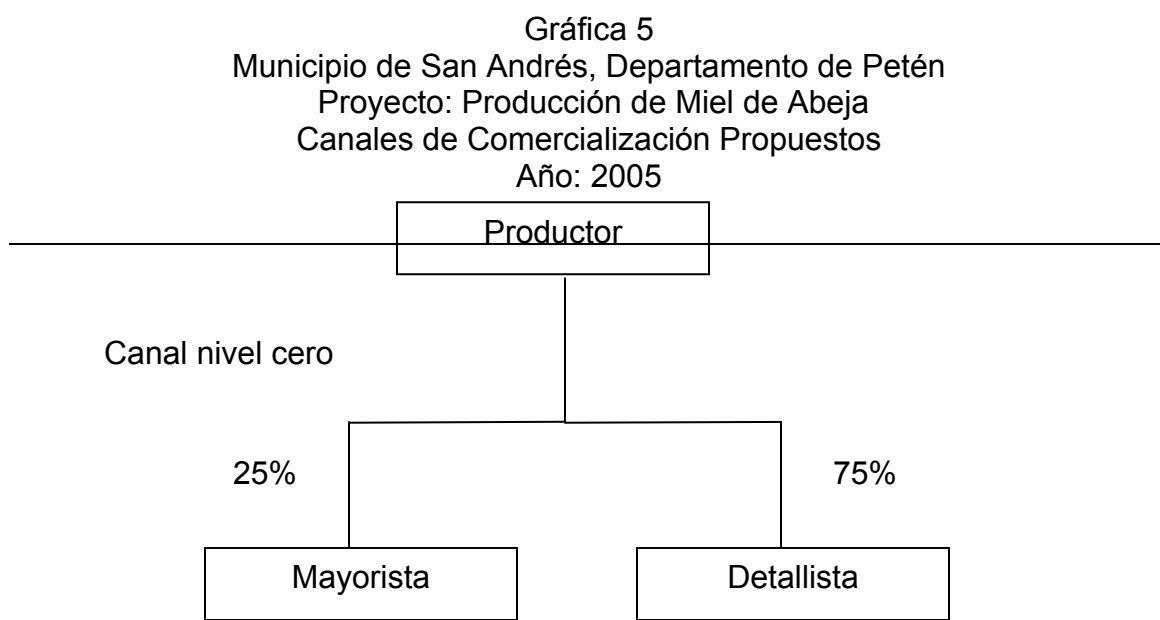 Gráfica 5
Municipio de San Andrés, Departamento de Petén
Proyecto: Producción de Miel de Abeja
Canales de Comercialización Propuestos
Año: 2005
Productor
Canal nivel cero
25%
75%
Mayorista
Detallista